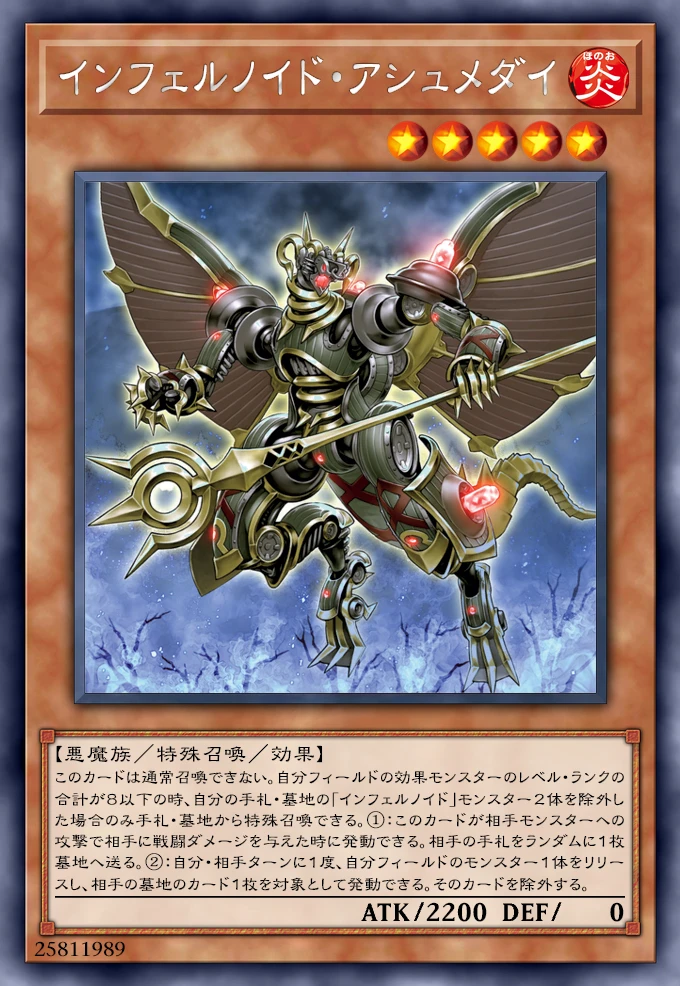 インフェルノイド・アシュメダイ
ほのお
炎
【悪魔族／特殊召喚／効果】
このカードは通常召喚できない。自分フィールドの効果モンスターのレベル・ランクの
合計が８以下の時、自分の手札・墓地の「インフェルノイド」モンスター２体を除外し
た場合のみ手札・墓地から特殊召喚できる。①：このカードが相手モンスターへの
攻撃で相手に戦闘ダメージを与えた時に発動できる。相手の手札をランダムに１枚
墓地へ送る。②：自分・相手ターンに１度、自分フィールドのモンスター１体をリリー
スし、相手の墓地のカード１枚を対象として発動できる。そのカードを除外する。
ATK/2200 DEF/ 0
25811989